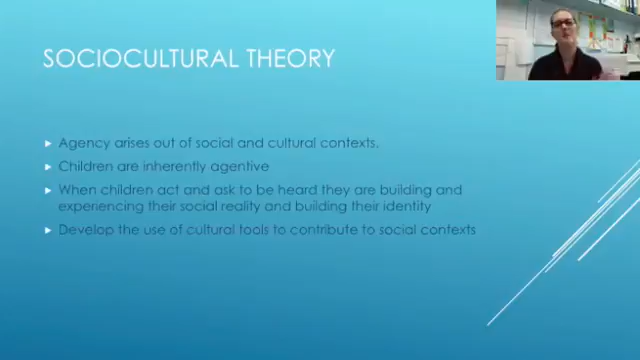 SOCIOCULTURAL THEORY
Agency arises out of social and cultural contexts.
Children are inherently agentive
When children act and ask to be heard they are building and
experiencing their social reality and building their identity
Develop the use of cultural tools to contribute to social contexts